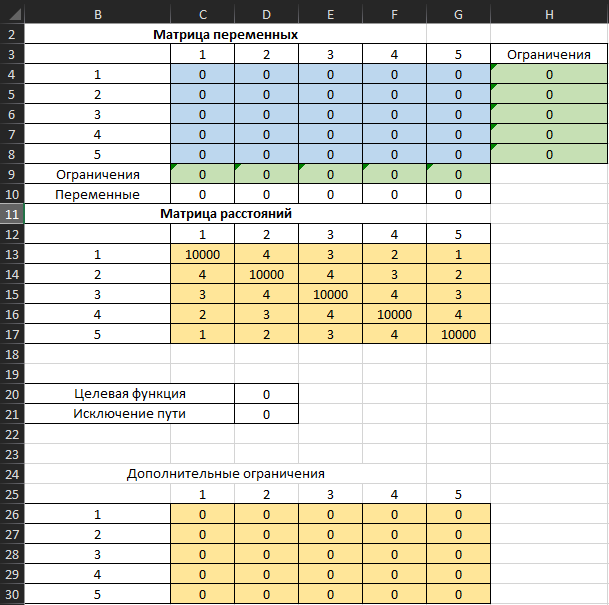 B C D E F G H
2 Матрица переменных
3 1 2 3 4 5 Ограничения
4 1 0 0 0 0 0 0
5 2 0 0 0 0 0 0
6 3 0 0 0 0 0 0
7 4 0 0 0 0 0 0
8 5 0 0 0 0 0 0
9 Ограничения 0 0 0 0 0
10 Переменные 0 0 0 0 0
11 Матрица расстояний
12 1 2 3 4 5
13 1 10000 4 3 2 1
14 2 4 10000 4 3 2
15 3 3 4 10000 4 3
16 4 2 3 4 10000 4
17 5 1 2 3 4 10000
18
19
20 Целевая функция 0
21 Исключение пути 0
22
23
24 Дополнительные ограничения
25 1 2 3 4 5
26 1 0 0 0 0 0
27 2 0 0 0 0 0
28 3 0 0 0 0 0
29 4 0 0 0 0 0
30 5 0 0 0 0 0